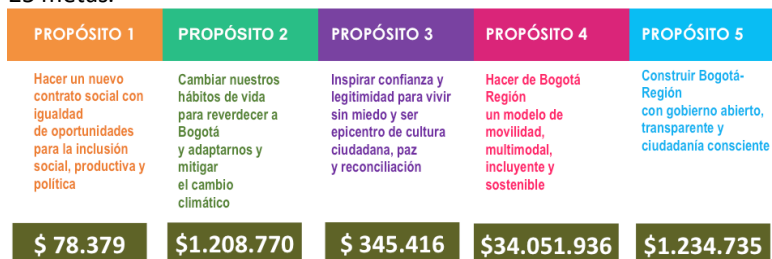 PROPÓSITO 1
Hacer un nuevo
contrato social con
igualdad
de oportunidades
para la inclusión
social, productiva y
política
$ 78.379
PROPÓSITO 2
Cambiar nuestros
hábitos de vida
para reverdecer a
Bogotá
y adaptarnos y
mitigar
el cambio
climático
$1.208.770
PROPÓSITO 3
Inspirar confianza y
legitimidad para vivir
sin miedo y ser
epicentro de cultura
ciudadana, paz
y reconciliación
$ 345.416
PROPÓSITO 4
Hacer de Bogotá
Región
un modelo de
movilidad,
multimodal,
incluyente y
sostenible
$34.051.936
PROPÓSITO 5
Construir Bogotá-
Región
con gobierno abierto,
transparente y
ciudadanía consciente
$1.234.735